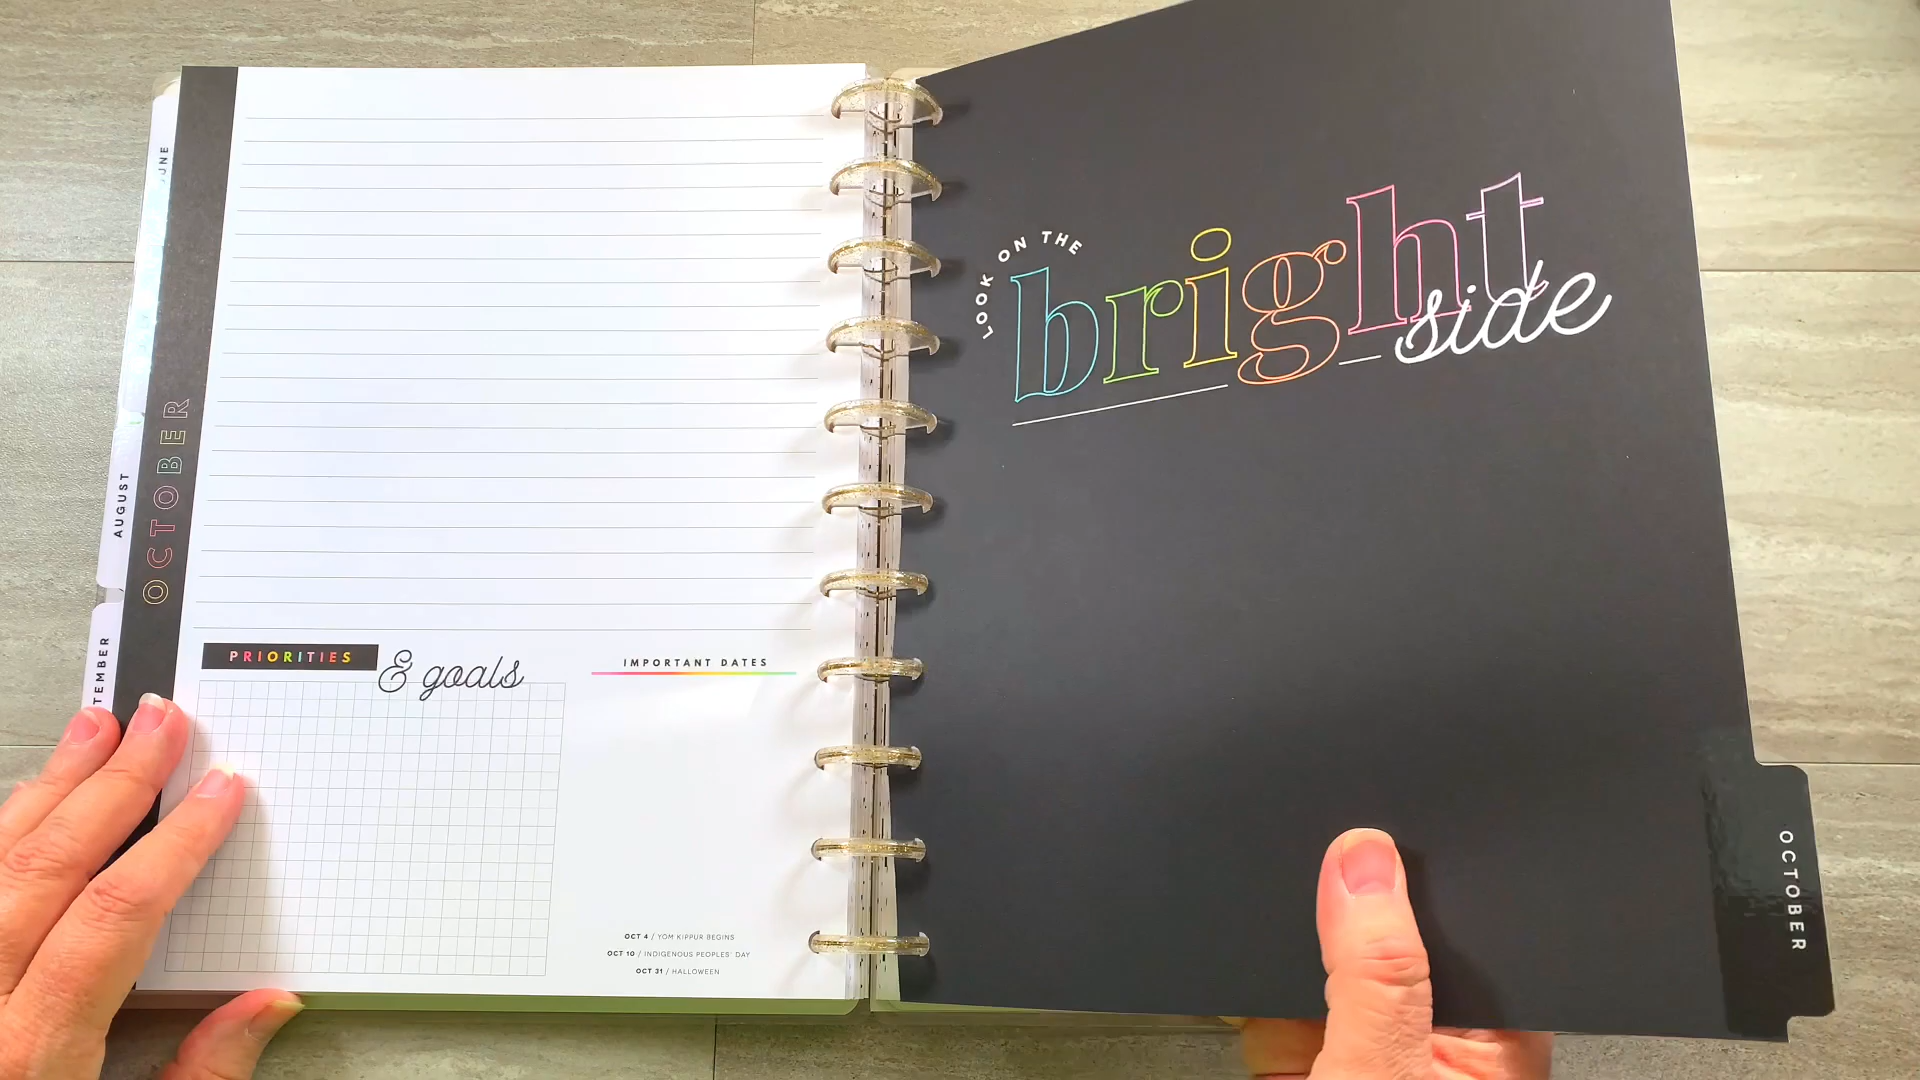 UNE
AUGUST
TEMBER
OCTOBER
PRIORITIES
& goals
IMPORTANT DATES
OCT 4 / YOM KIPPUR BEGINS
OCT 10 / INDIGENOUS PEOPLES' DAY
OCT 31 / HALLOWEEN
LOOK ON THE
bright
side
OCTOBER